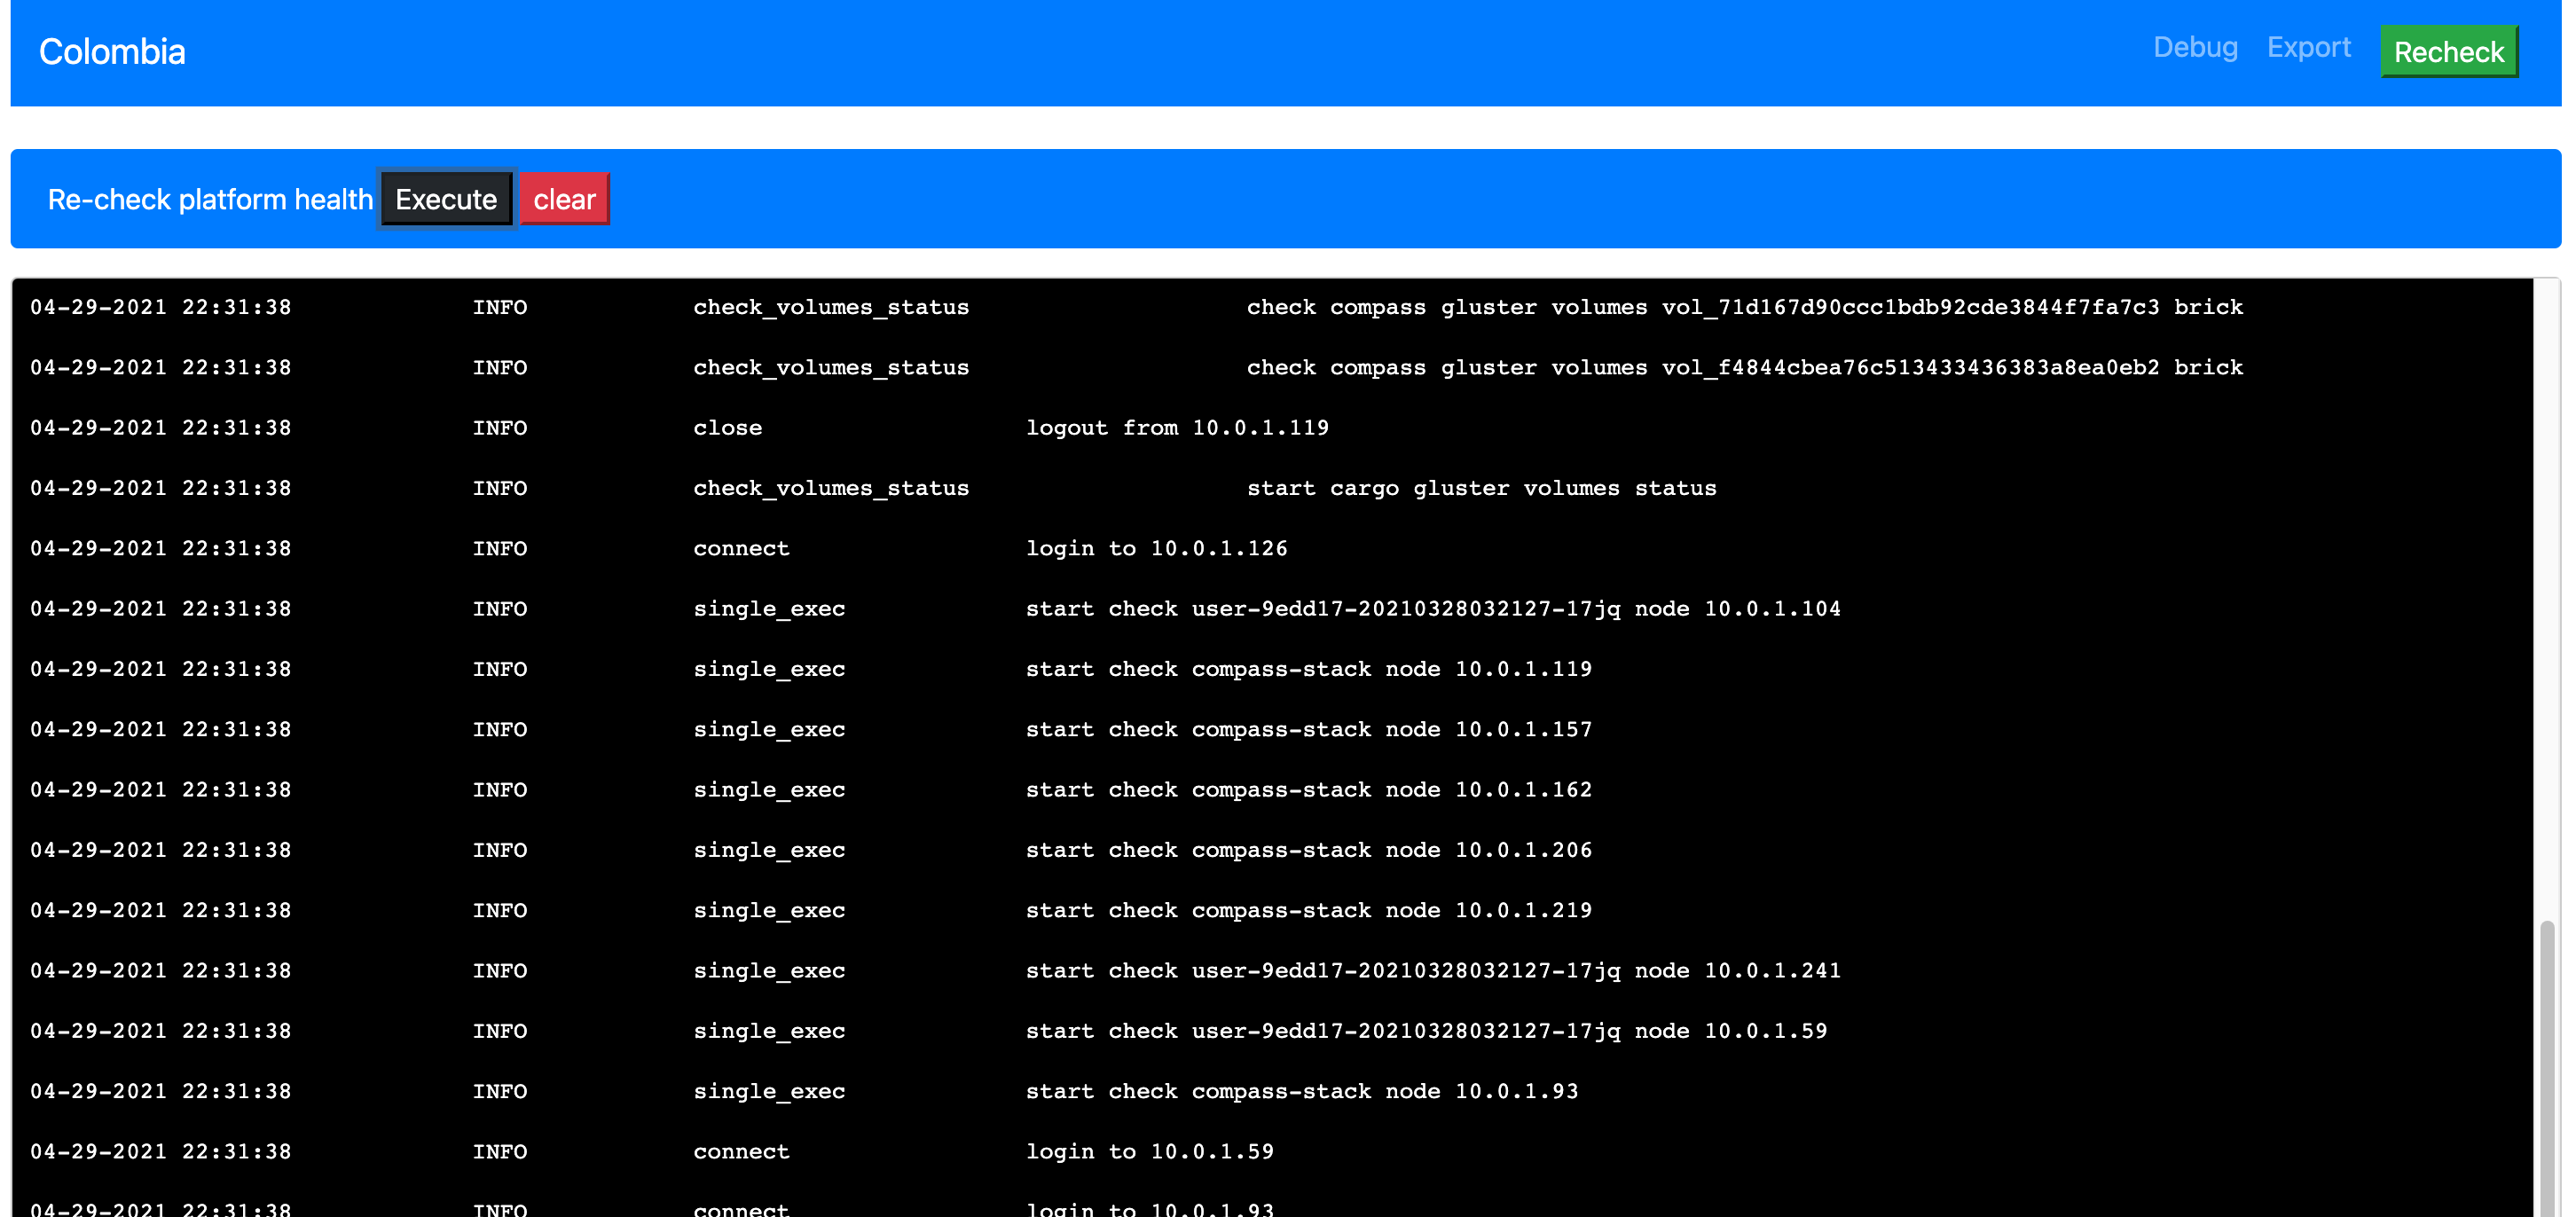 Colombia Debug Export Recheck
Re-check platform health Execute clear
04-29-2021 22:31:38 INFO check_volumes_status check compass gluster volumes vol_71d167d90ccc1bdb92cde3844f7fa7c3 brick
04-29-2021 22:31:38 INFO check_volumes_status check compass gluster volumes vol_f4844cbea76c513433436383a8ea0eb2 brick
04-29-2021 22:31:38 INFO close logout from 10.0.1.119
04-29-2021 22:31:38 INFO check_volumes_status start cargo gluster volumes status
04-29-2021 22:31:38 INFO connect login to 10.0.1.126
04-29-2021 22:31:38 INFO single_exec start check user-9edd17-20210328032127-17jq node 10.0.1.104
04-29-2021 22:31:38 INFO single_exec start check compass-stack node 10.0.1.119
04-29-2021 22:31:38 INFO single_exec start check compass-stack node 10.0.1.157
04-29-2021 22:31:38 INFO single_exec start check compass-stack node 10.0.1.162
04-29-2021 22:31:38 INFO single_exec start check compass-stack node 10.0.1.206
04-29-2021 22:31:38 INFO single_exec start check compass-stack node 10.0.1.219
04-29-2021 22:31:38 INFO single_exec start check user-9edd17-20210328032127-17jq node 10.0.1.241
04-29-2021 22:31:38 INFO single_exec start check user-9edd17-20210328032127-17jq node 10.0.1.59
04-29-2021 22:31:38 INFO single_exec start check compass-stack node 10.0.1.93
04-29-2021 22:31:38 INFO connect login to 10.0.1.59
04-29-2021 22:31:38 INFO connect login to 10.0.1.93